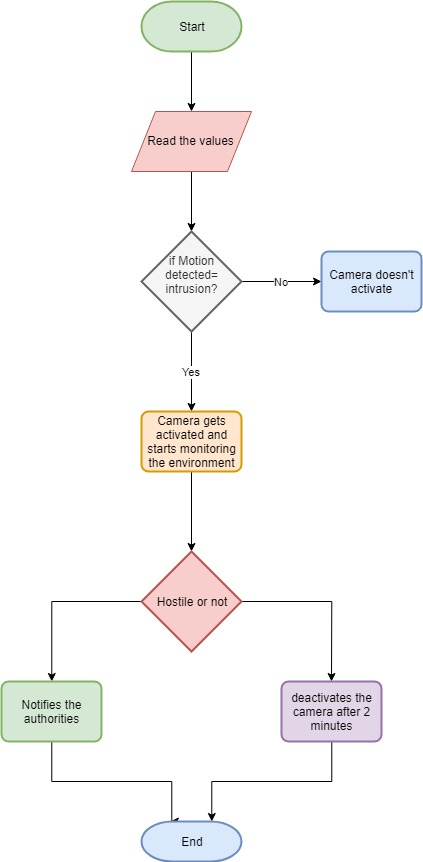 Start
Read the values
if Motion
detected=
intrusion?
No
Camera doesn't
activate
Yes
Camera gets
activated and
starts monitoring
the environment
Hostile or not
Notifies the
authorities
deactivates the
camera after 2
minutes
End